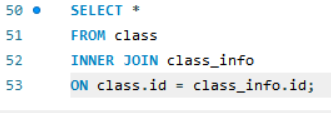 50 SELECT *
51 FROM class
52 INNER JOIN class_info
53 ON class.id = class_info.id;